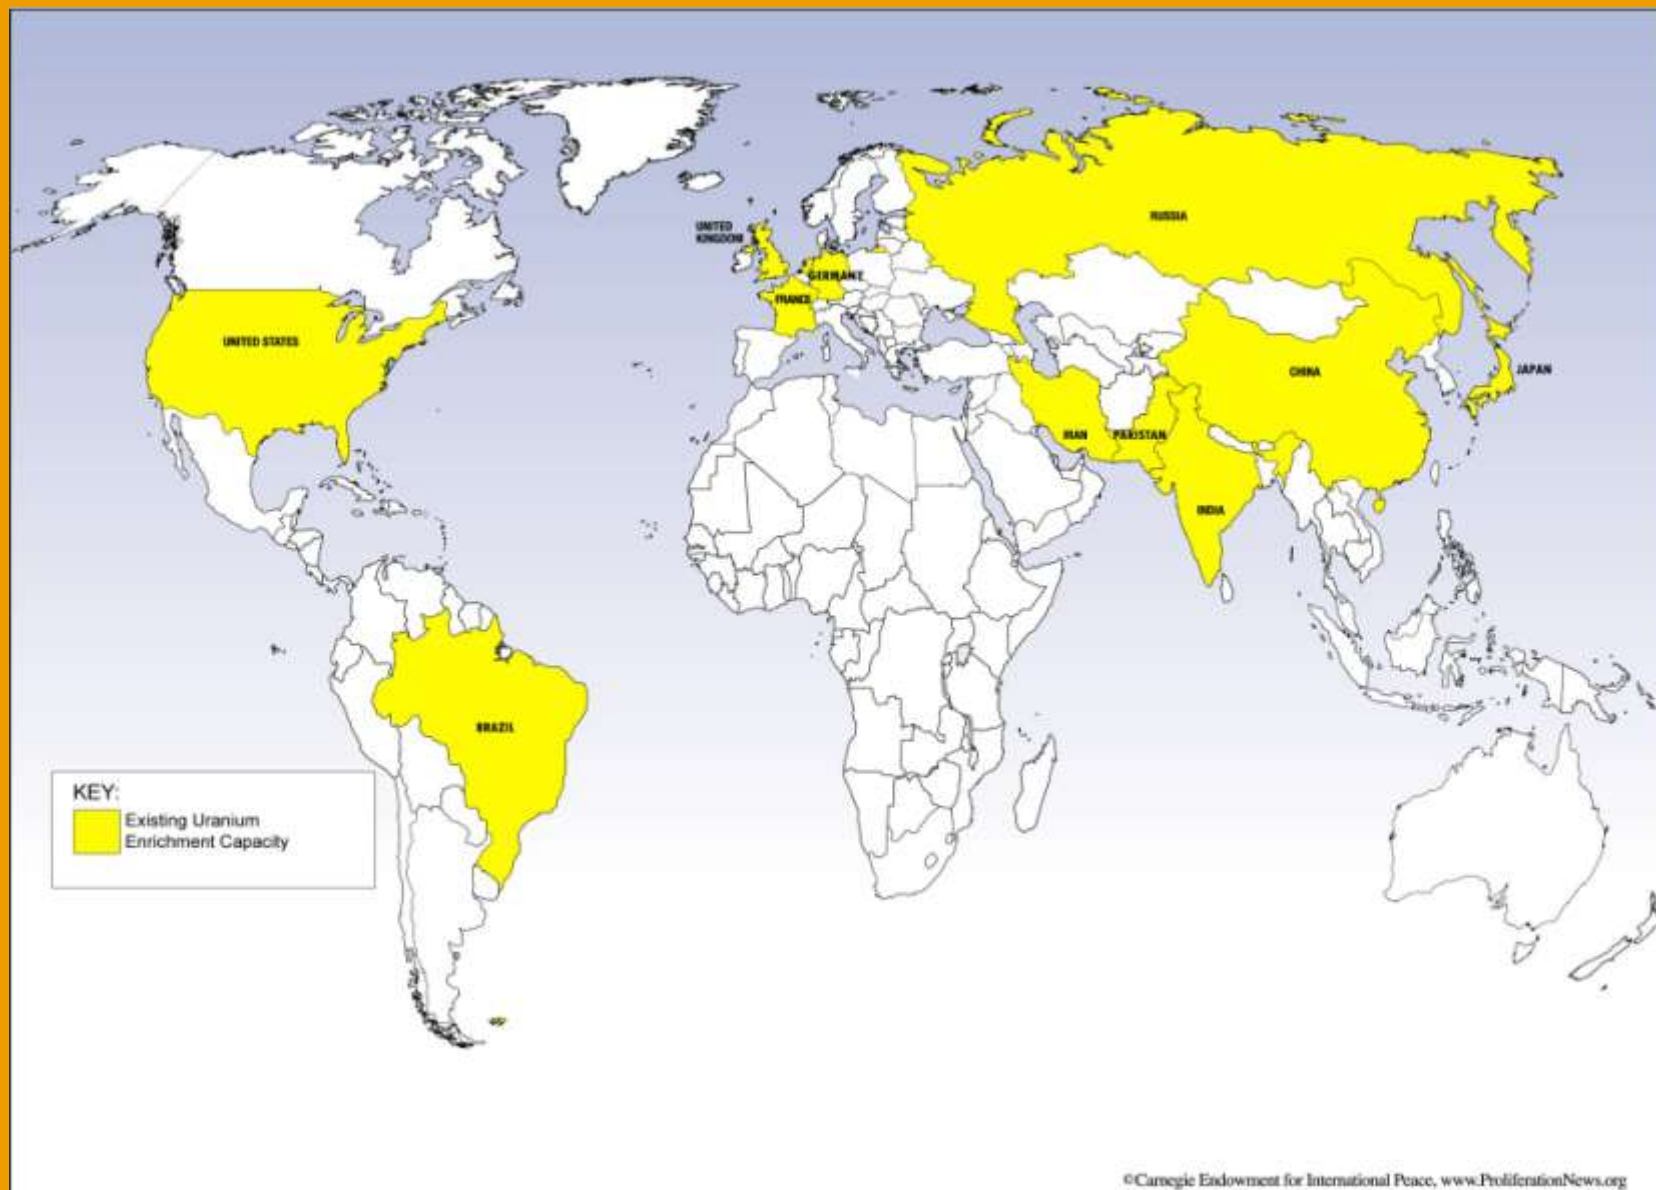 UNITED
KINGDOM
RUSSIA
GERMANY
FRANCE
UNITED STATES
CHINA
JAPAN
IRAN
PAKISTAN
INDIA
BRAZIL
KEY:
Existing Uranium
Enrichment Capacity
©Carnegie Endowment for International Peace, www.ProliferationNews.org